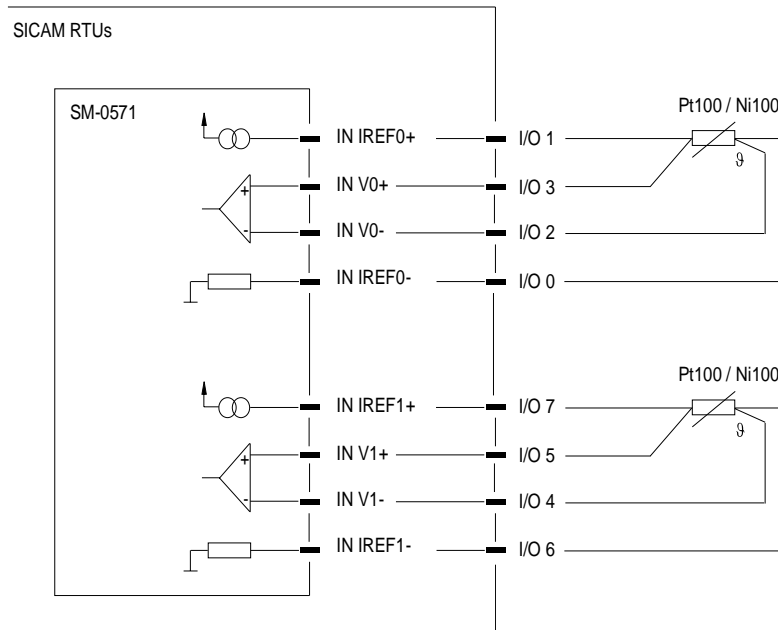 SICAM RTUs
SM-0571
Pt100 / Ni100
IN IREF0+ I/O 1
ϑ
+ IN V0+ I/O 3
- IN V0- I/O 2
IN IREF0- I/O 0
Pt100 / Ni100
IN IREF1+ I/O 7
ϑ
+ IN V1+ I/O 5
- IN V1- I/O 4
IN IREF1- I/O 6